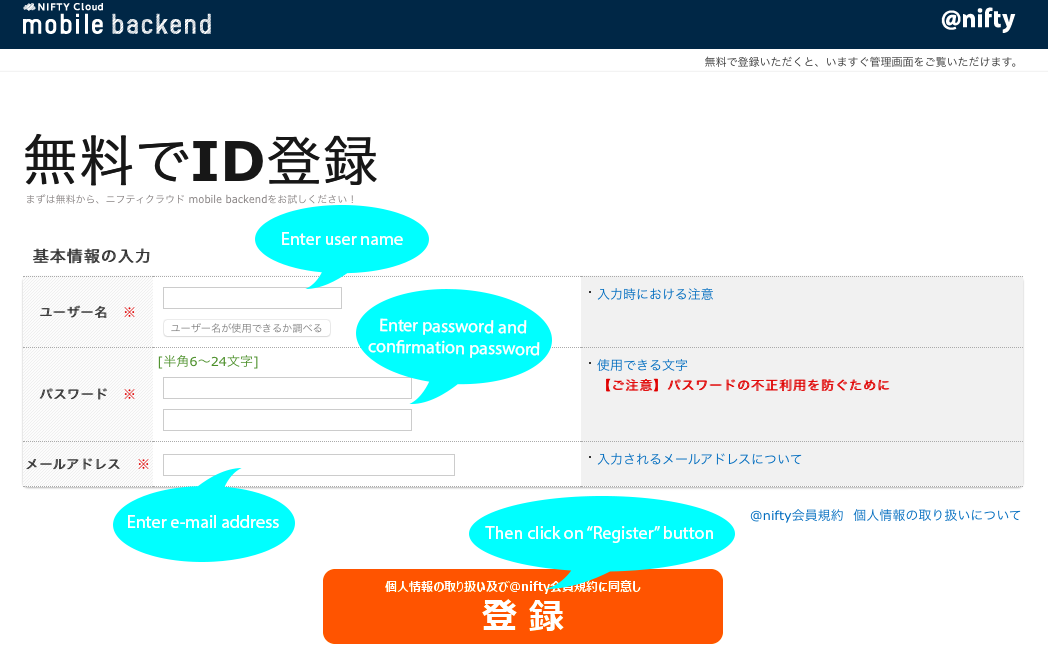 NIFTY Cloud
mobile backend
@nifty
無料で登録いただくと、いますぐ管理画面をご覧いただけます。
無料でID登録
まずは無料から、ニフティクラウド mobile backendをお試しください！
Enter user name
基本情報の入力
ユーザー名 ※
ユーザー名が使用できるか調べる
・入力時における注意
Enter password and
confirmation password
パスワード ※
[半角6～24文字]
・使用できる文字
【ご注意】パスワードの不正利用を防ぐために
メールアドレス ※
・入力されるメールアドレスについて
Enter e-mail address
@nifty会員規約 個人情報の取り扱いについて
Then click on “Register” button
個人情報の取り扱い及び@nifty会員規約に同意し
登 録